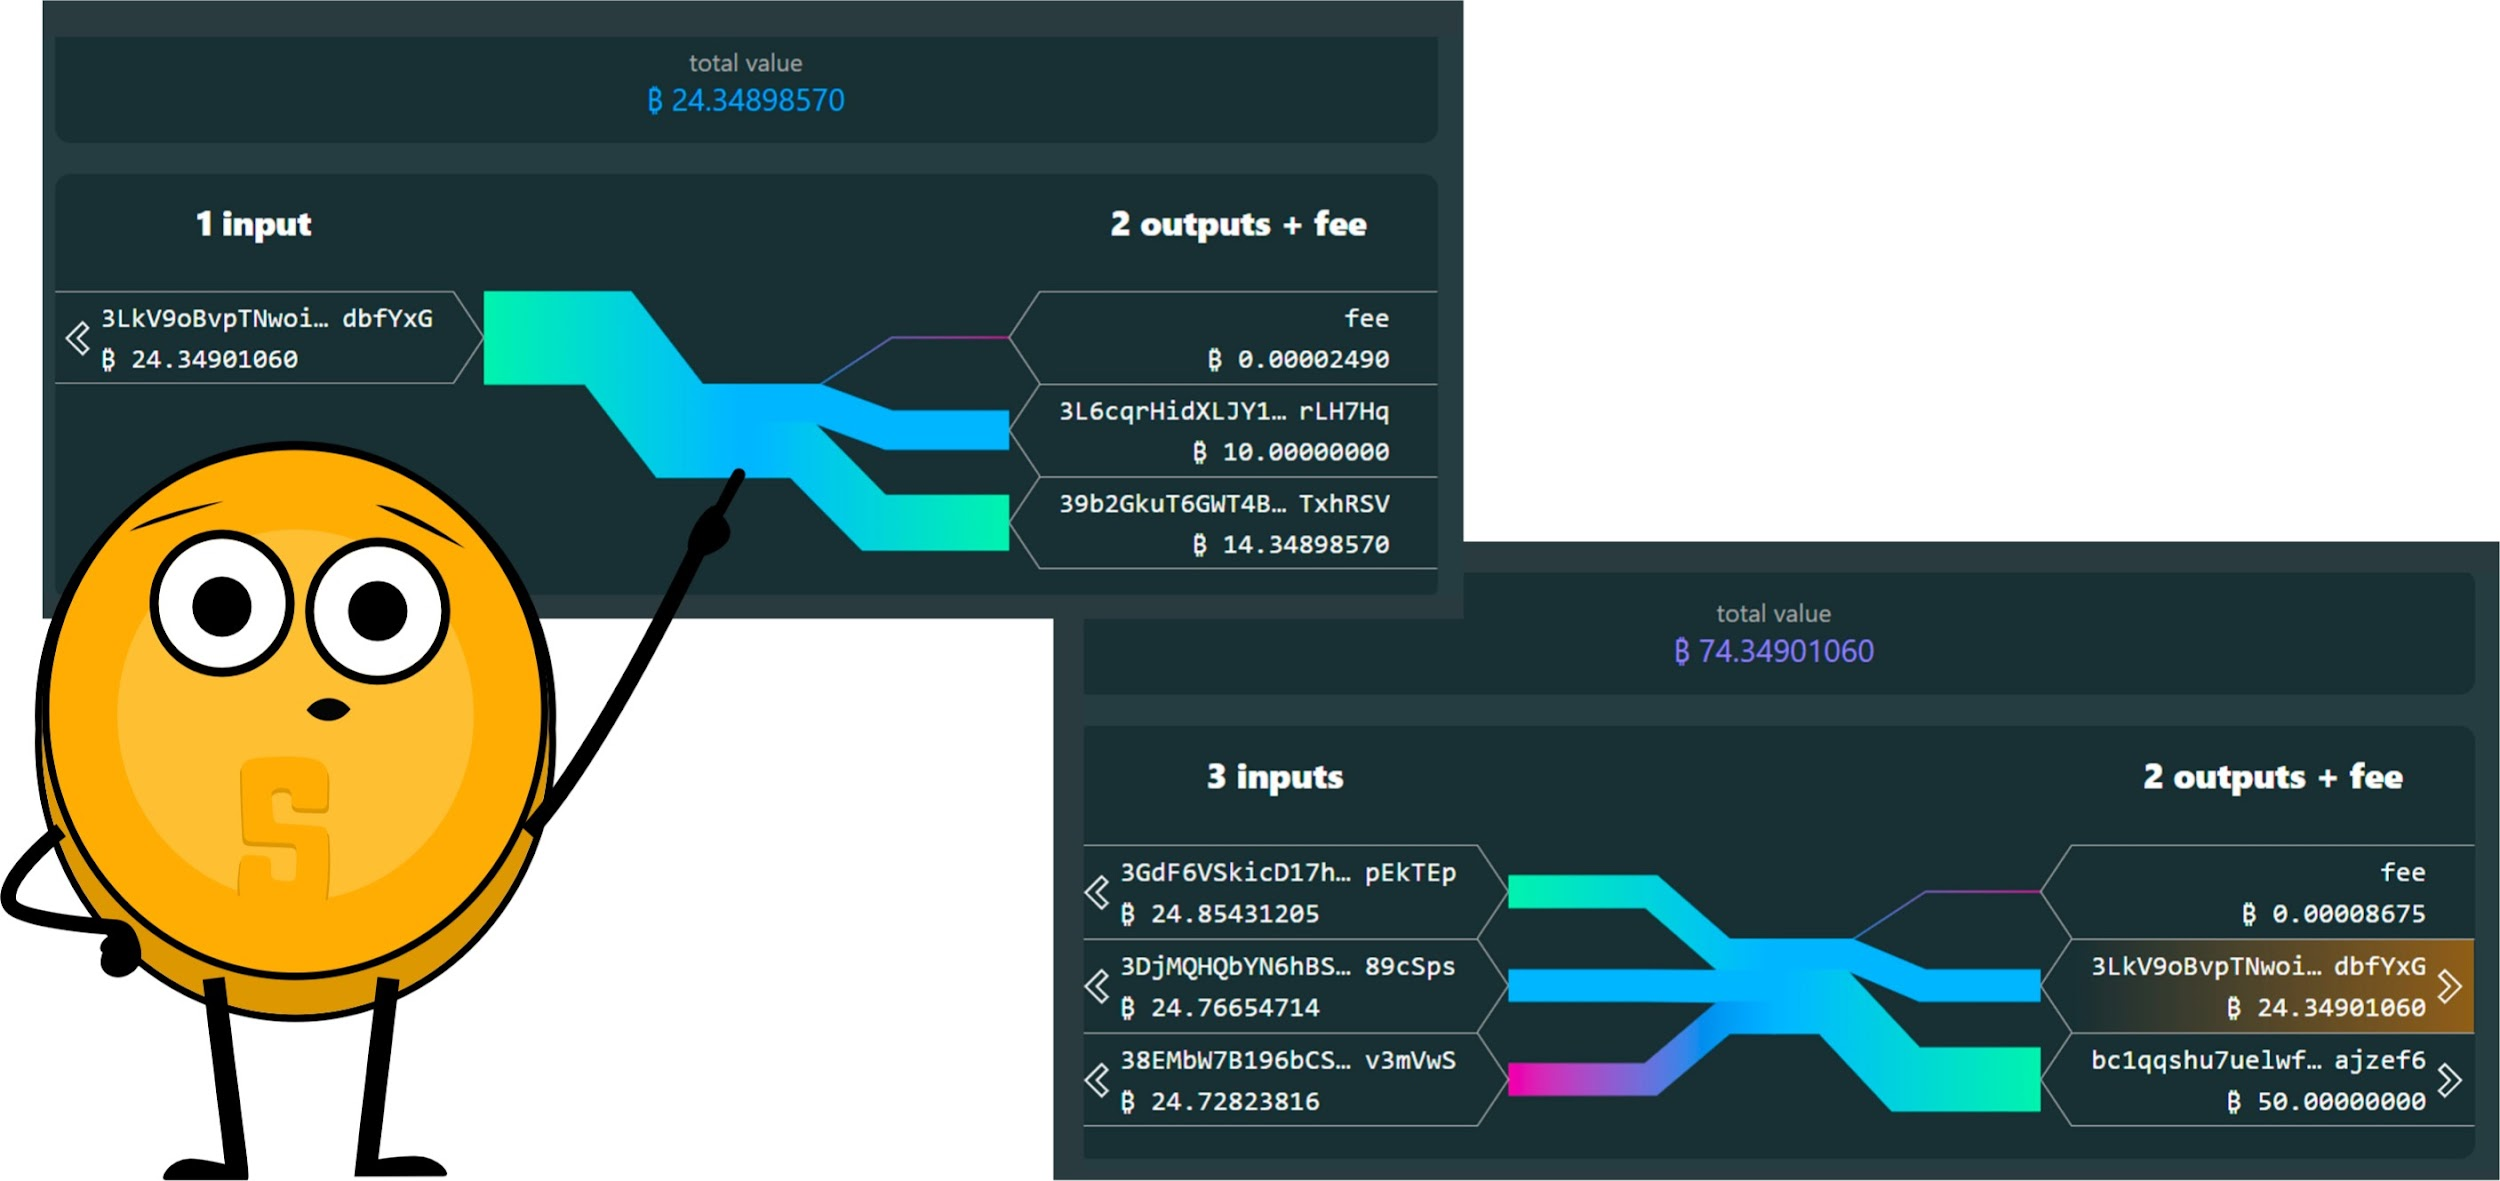 total value
₿ 24.34898570
1 input
2 outputs + fee
3LkV9oBvpTNwoi… dbfYxG
₿ 24.34901060
fee
₿ 0.00002490
3L6cqrHidXLJY1… rLH7Hq
₿ 10.00000000
39b2GkuT6GWT4B… TxhRSV
₿ 14.34898570
S
total value
₿ 74.34901060
3 inputs
2 outputs + fee
3GdF6VSkicD17h… pEkTEp
₿ 24.85431205
3DjMQHQbYN6hBS… 89cSps
₿ 24.76654714
38EMbW7B196bCS… v3mVwS
₿ 24.72823816
fee
₿ 0.00008675
3LkV9oBvpTNwoi… dbfYxG
₿ 24.34901060
bc1qqshu7uelwf… ajzef6
₿ 50.00000000